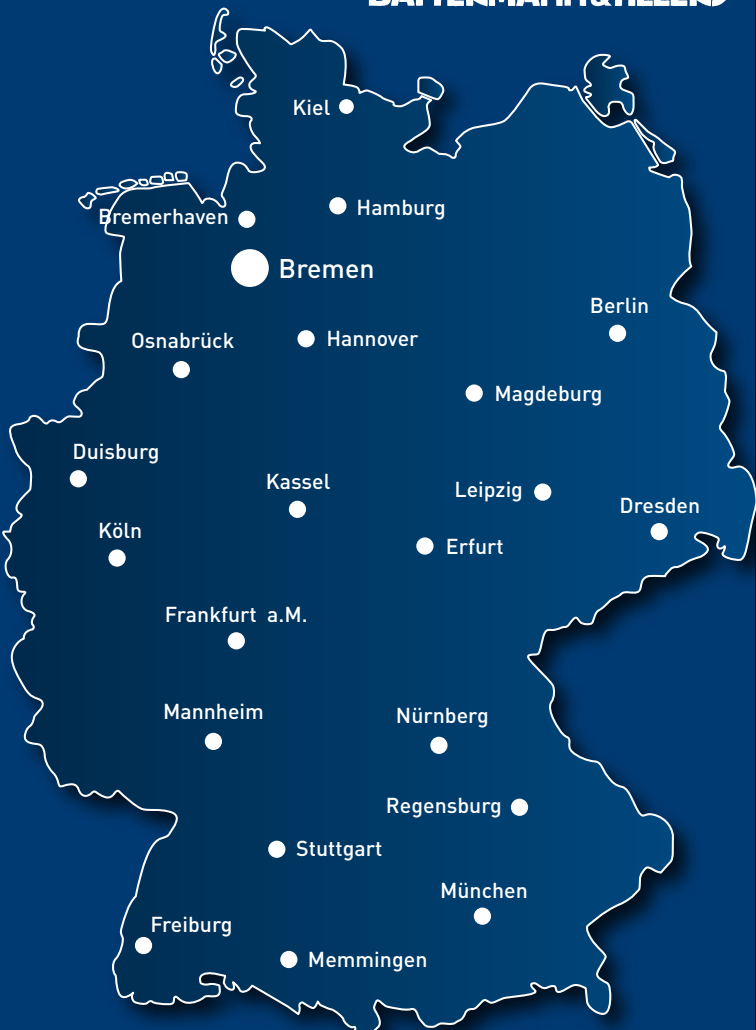 Kiel
Hamburg
Bremerhaven
Bremen
Berlin
Osnabrück
Hannover
Magdeburg
Duisburg
Kassel
Leipzig
Dresden
Köln
Erfurt
Frankfurt a.M.
Mannheim
Nürnberg
Regensburg
Stuttgart
München
Freiburg
Memmingen